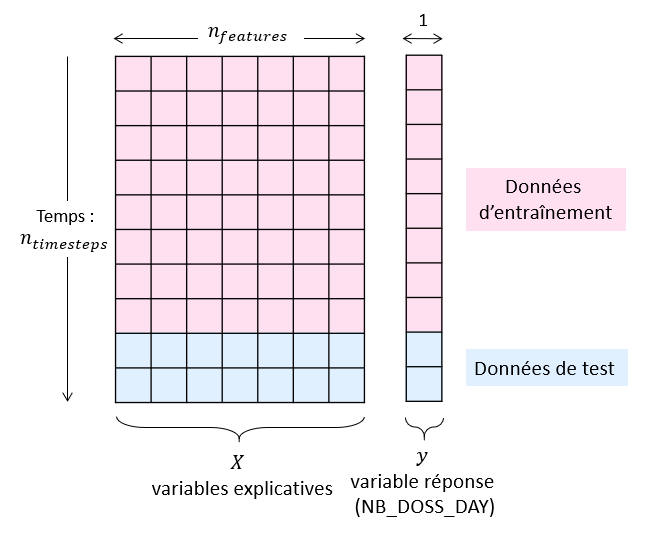 n_features
1
Temps :
n_timesteps
Données
d'entraînement
Données de test
X
variables explicatives
y
variable réponse
(NB_DOSS_DAY)